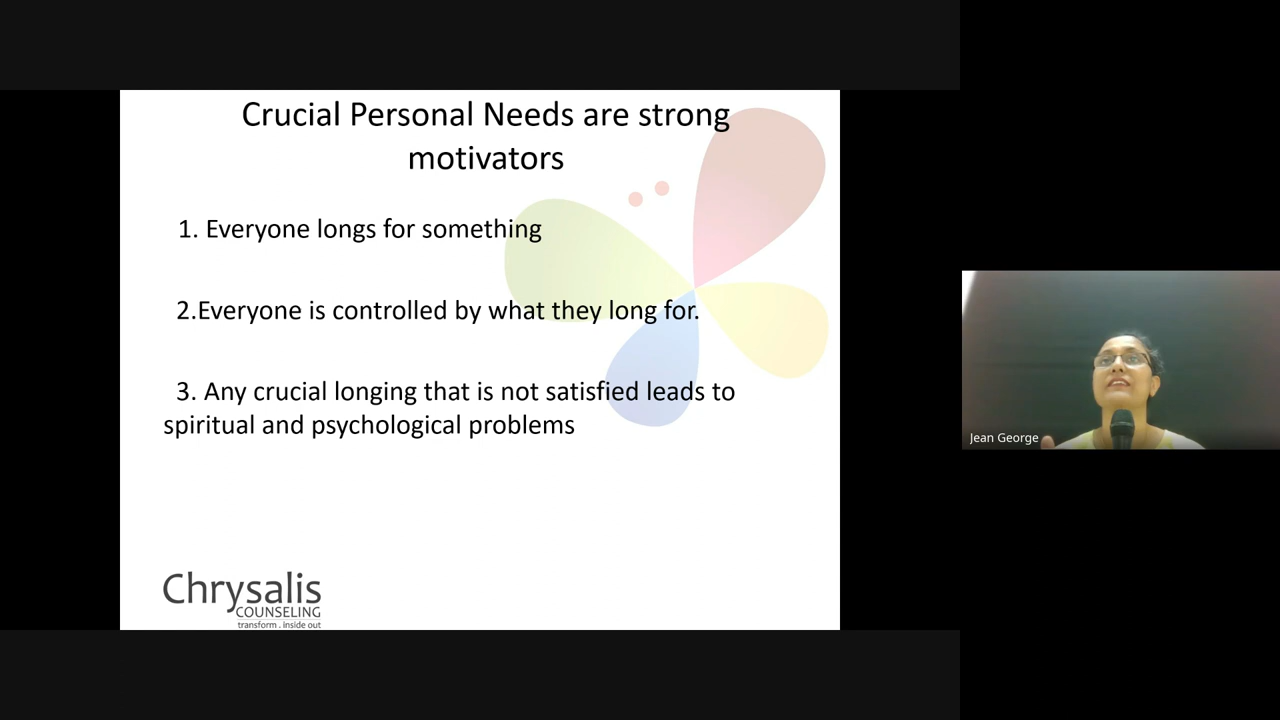 Crucial Personal Needs are strong
motivators
1. Everyone longs for something
2.Everyone is controlled by what they long for.
3. Any crucial longing that is not satisfied leads to
spiritual and psychological problems
Chrysalis
COUNSELING
transform . inside out
Jean George